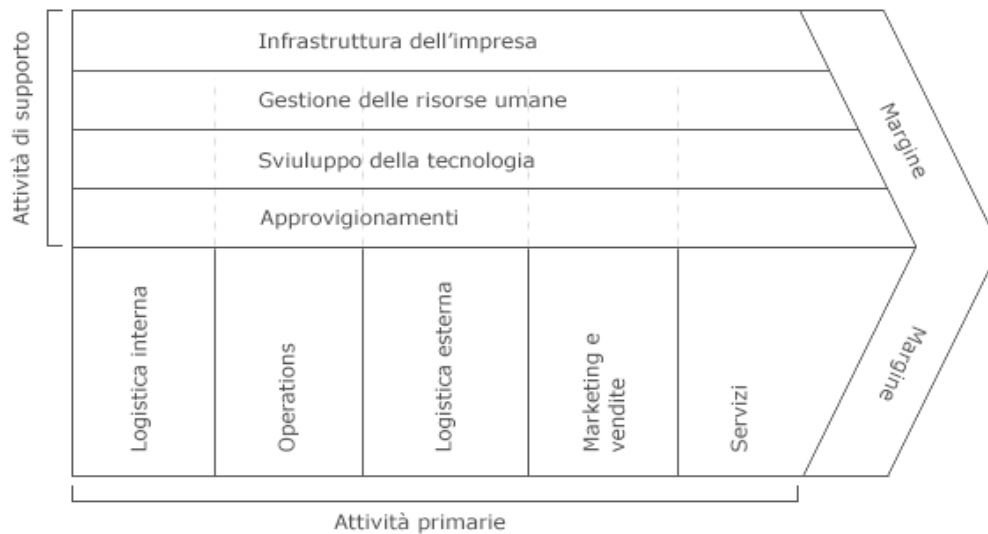 Attività di supporto
Infrastruttura dell'impresa
Gestione delle risorse umane
Sviuluppo della tecnologia
Approvigionamenti
Margine
Logistica interna
Operations
Logistica esterna
Marketing e
vendite
Servizi
Margine
Attività primarie